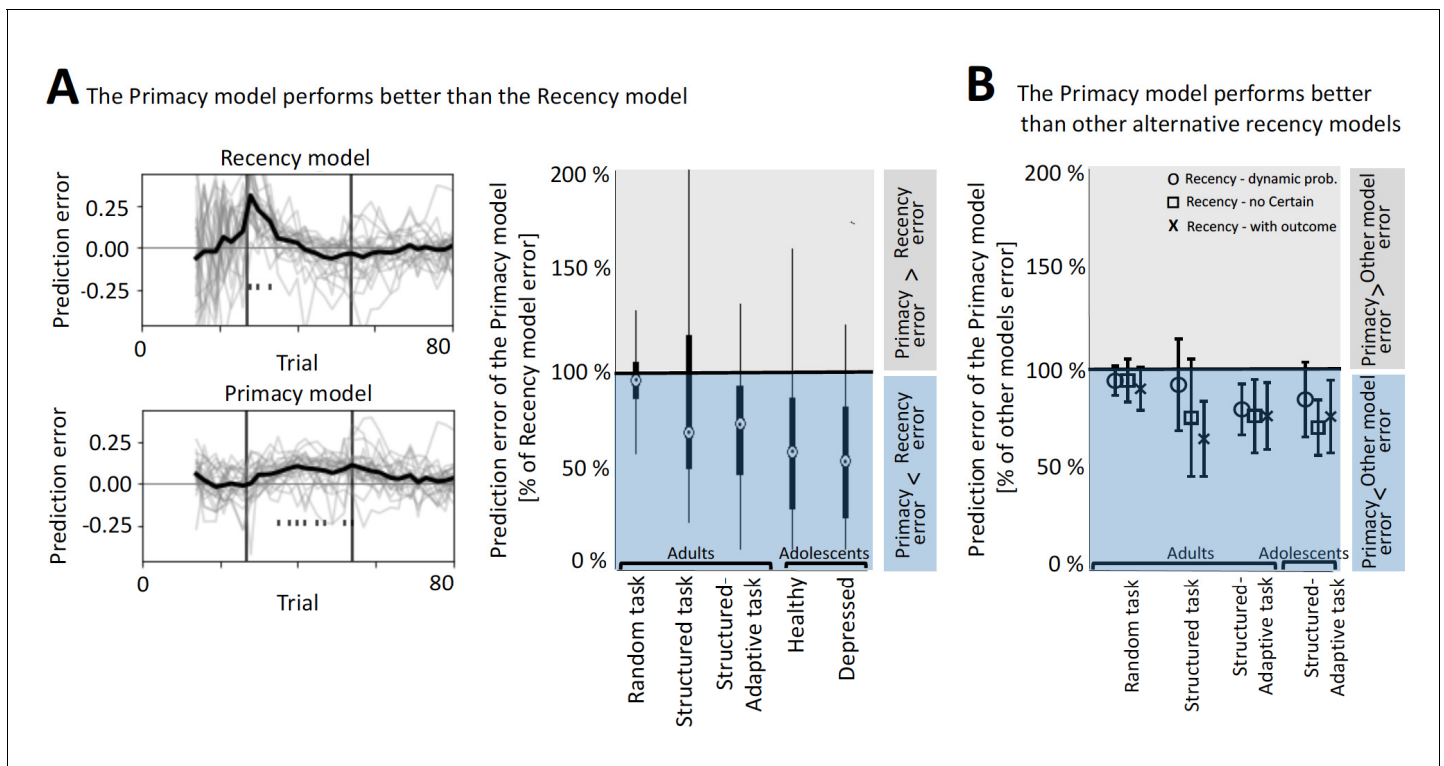 A The Primacy model performs better than the Recency model
Recency model
Prediction error
0.25
0.00
-0.25
0
80
Trial
Primacy model
Prediction error
0.25
0.00
-0.25
0
80
Trial
Prediction error of the Primacy model
[% of Recency model error]
200 %
150 %
100 %
50 %
0 %
Adults
Adolescents
Random task
Structured task
Structured-
Adaptive task
Healthy
Depressed
Primacy > Recency
error error
Primacy < Recency
error error
B The Primacy model performs better
than other alternative recency models
Prediction error of the Primacy model
[% of other models error]
200 %
150 %
100 %
50 %
0 %
Recency - dynamic prob.
Recency - no Certain
Recency - with outcome
Adults
Adolescents
Random task
Structured task
Structured-
Adaptive task
Structured-
Adaptive task
Primacy > Other model
error error
Primacy < Other model
error error